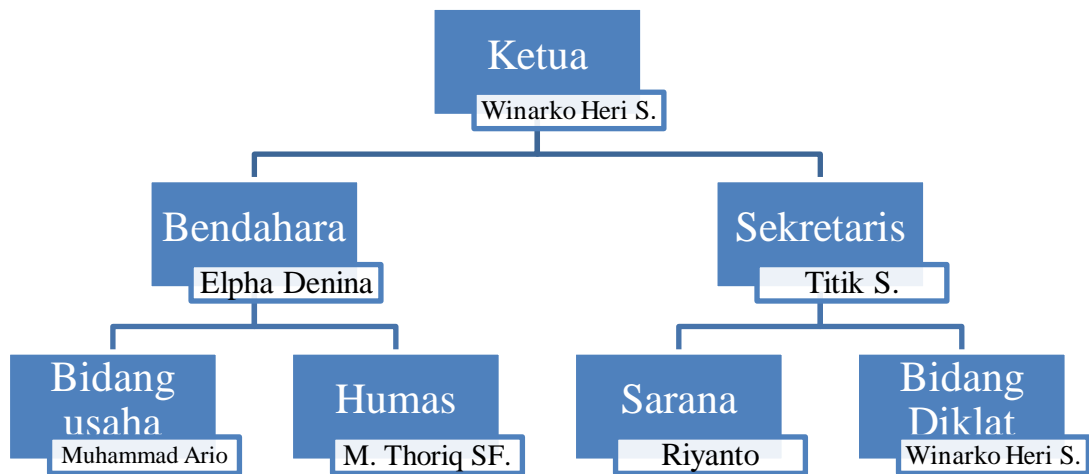 Ketua
Winarko Heri S.
Bendahara
Elpha Denina
Sekretaris
Titik S.
Bidang
usaha
Muhammad Ario
Humas
M. Thoriq SF.
Sarana
Riyanto
Bidang
Diklat
Winarko Heri S.